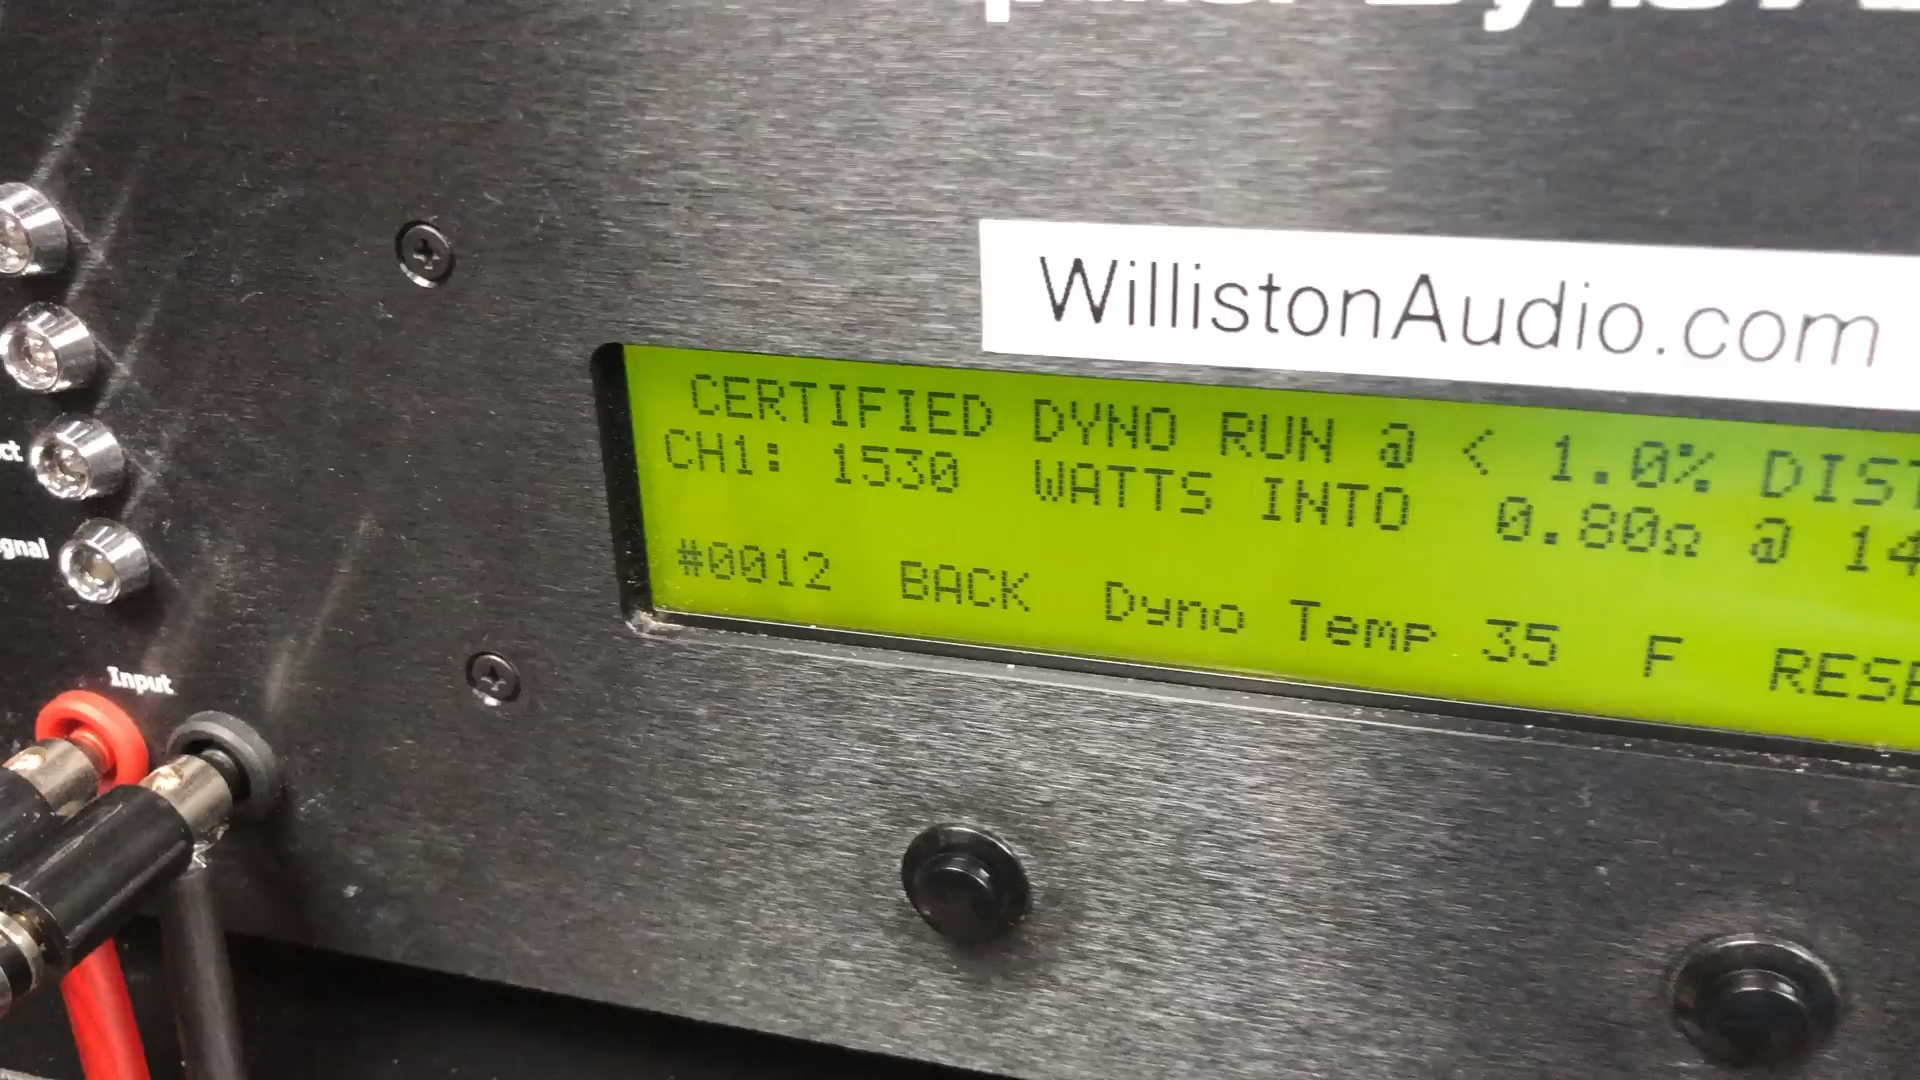 WillistonAudio.com
CERTIFIED DYNO RUN @ < 1.0% DIST
CH1: 1530 WATTS INTO 0.80Ω @ 14
#0012 BACK Dyno Temp 35 F RESE
Input